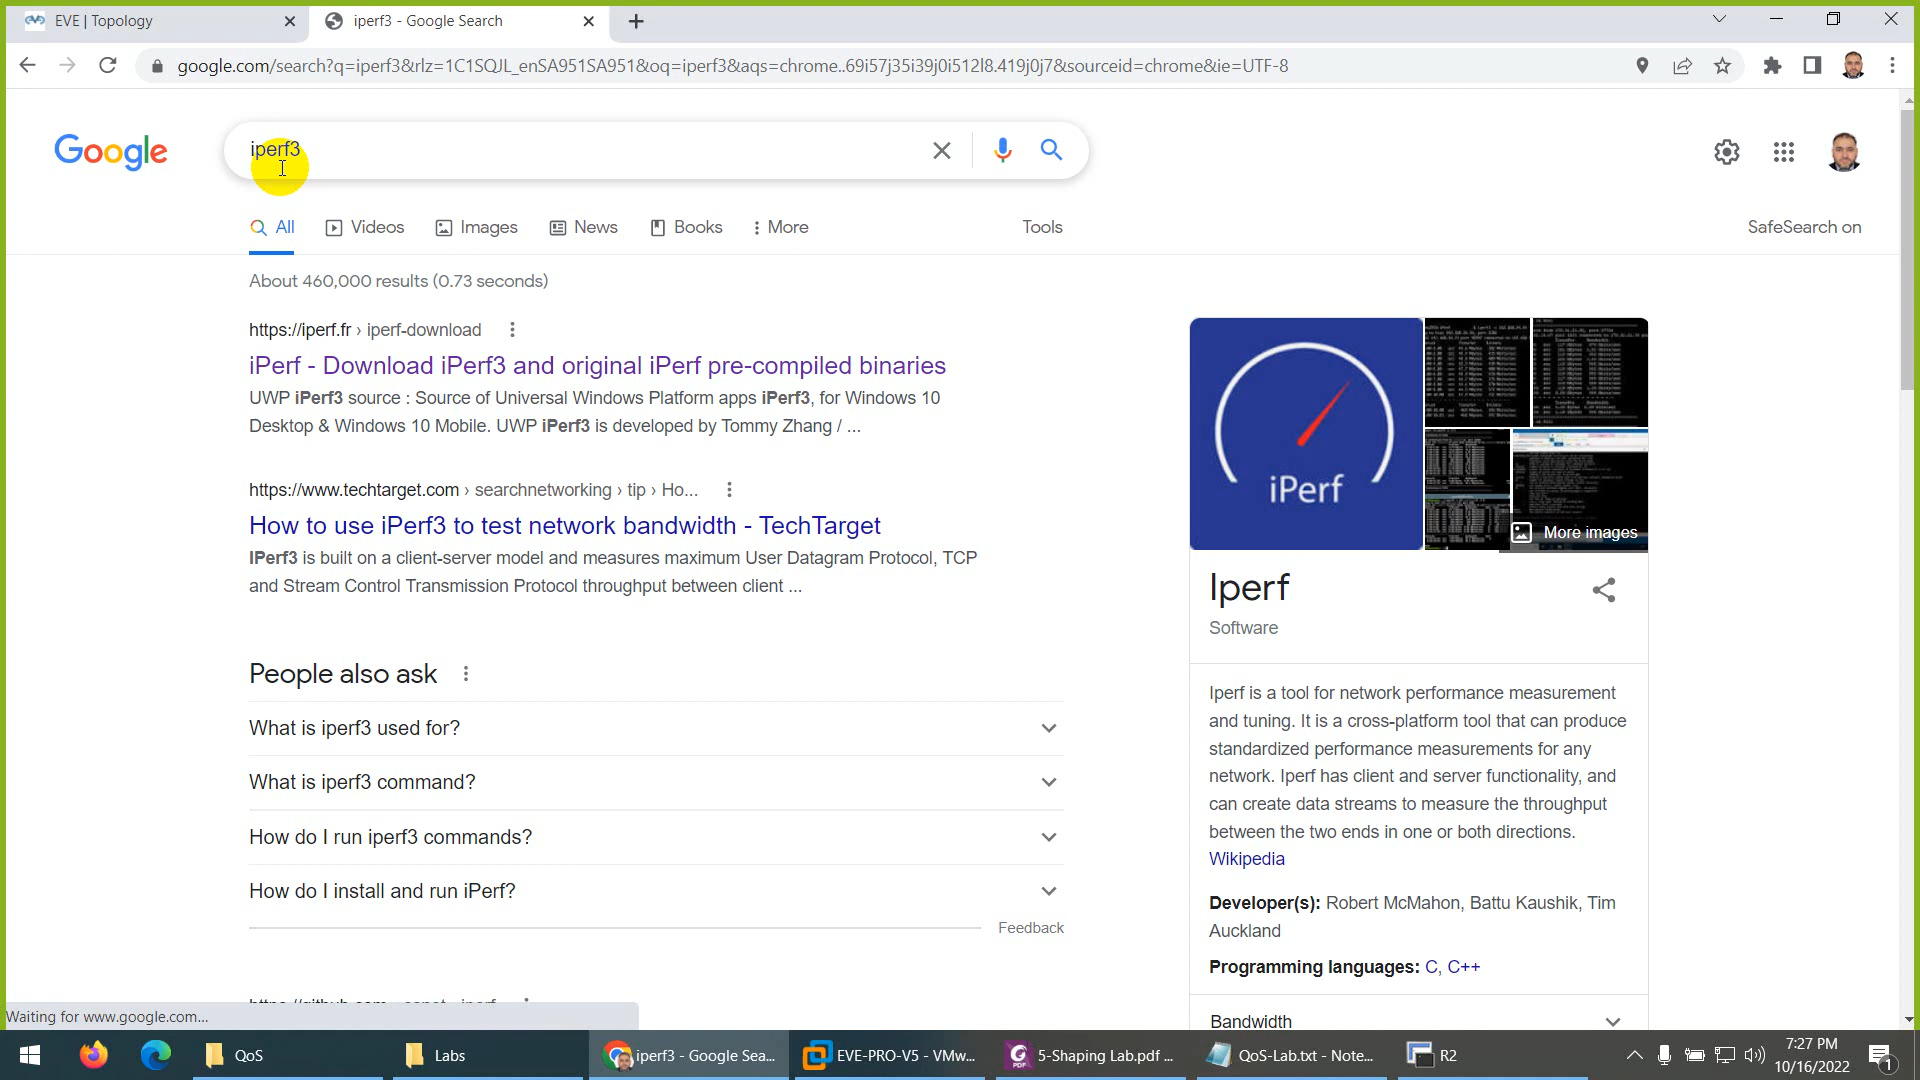 EVE | Topology
iperf3 - Google Search
google.com/search?q=iperf3&rlz=1C1SQJL_enSA951SA951&oq=iperf3&aqs=chrome..69i57j35i39j0i512l8.419j0j7&sourceid=chrome&ie=UTF-8
Google
iperf3
All
Videos
Images
News
Books
More
Tools
SafeSearch on
About 460,000 results (0.73 seconds)
https://iperf.fr › iperf-download
iPerf - Download iPerf3 and original iPerf pre-compiled binaries
UWP iPerf3 source : Source of Universal Windows Platform apps iPerf3, for Windows 10
Desktop & Windows 10 Mobile. UWP iPerf3 is developed by Tommy Zhang / ...
https://www.techtarget.com › searchnetworking › tip › Ho...
How to use iPerf3 to test network bandwidth - TechTarget
IPerf3 is built on a client-server model and measures maximum User Datagram Protocol, TCP
and Stream Control Transmission Protocol throughput between client ...
People also ask
What is iperf3 used for?
What is iperf3 command?
How do I run iperf3 commands?
How do I install and run iPerf?
Feedback
iPerf
More images
Iperf
Software
Iperf is a tool for network performance measurement
and tuning. It is a cross-platform tool that can produce
standardized performance measurements for any
network. Iperf has client and server functionality, and
can create data streams to measure the throughput
between the two ends in one or both directions.
Wikipedia
Developer(s): Robert McMahon, Battu Kaushik, Tim
Auckland
Programming languages: C, C++
Bandwidth
Waiting for www.google.com...
QoS
Labs
iperf3 - Google Sea...
EVE-PRO-V5 - VMw...
5-Shaping Lab.pdf ...
QoS-Lab.txt - Note...
R2
7:27 PM
10/16/2022
1